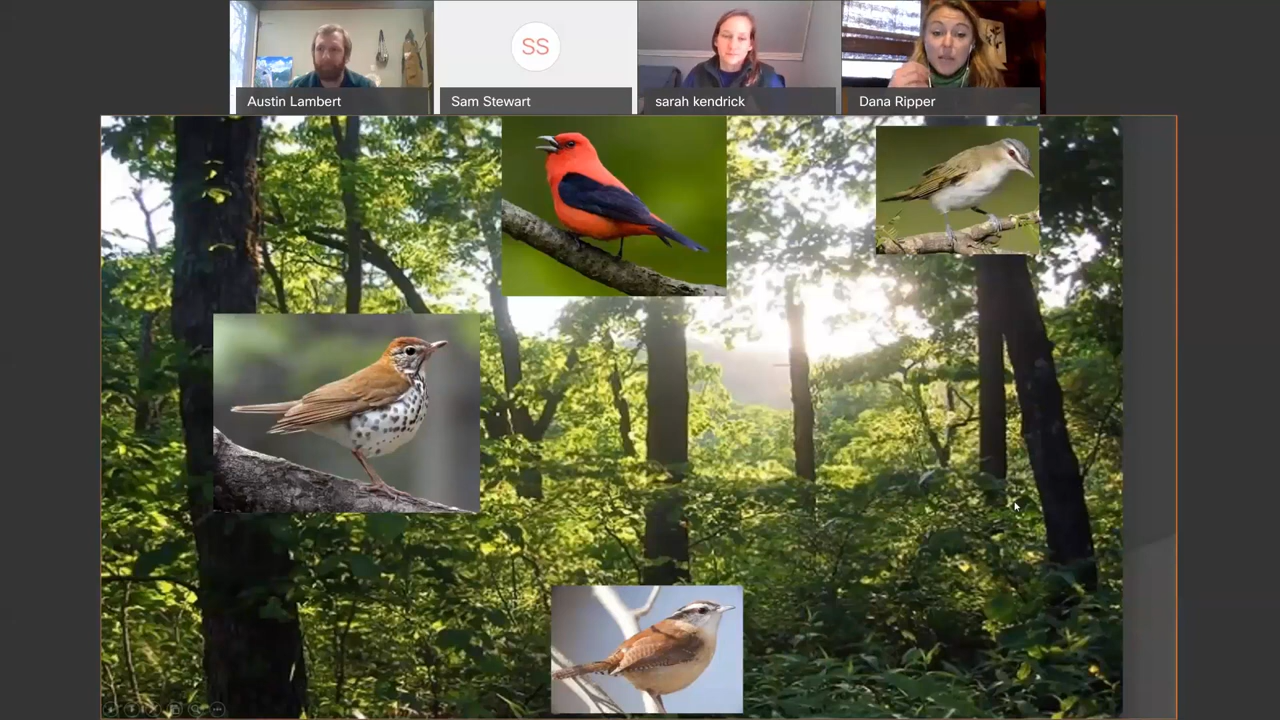 SS
Austin Lambert
Sam Stewart
sarah kendrick
Dana Ripper